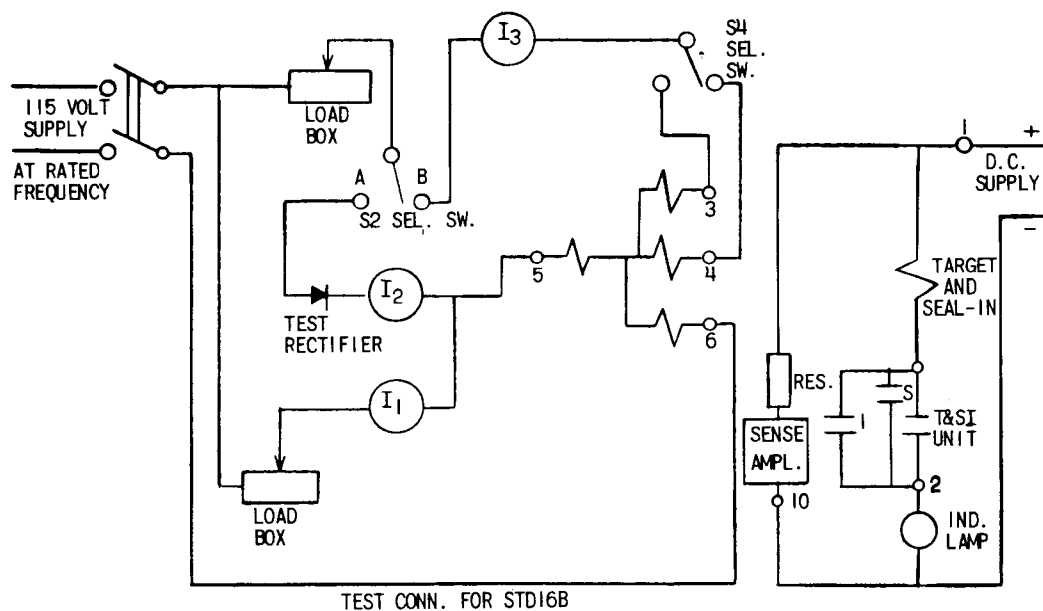 115 VOLT
SUPPLY
AT RATED
FREQUENCY
LOAD
BOX
I3
S4
SEL.
SW.
A
B
S2 SEL. SW.
TEST
RECTIFIER
I2
I1
LOAD
BOX
5
3
4
6
1
+
D.C.
SUPPLY
-
TARGET
AND
SEAL-IN
RES.
SENSE
AMPL.
10
1
S
T&SI
UNIT
2
IND.
LAMP
TEST CONN. FOR STD16B